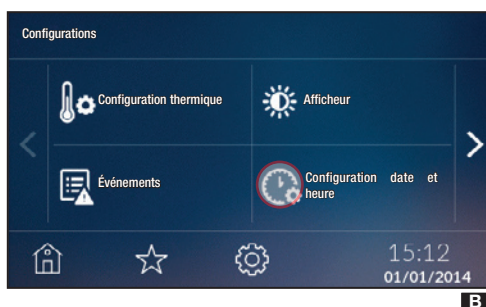 Configurations
Configuration thermique
Afficheur
Événements
Configuration date et
heure
15:12
01/01/2014
B